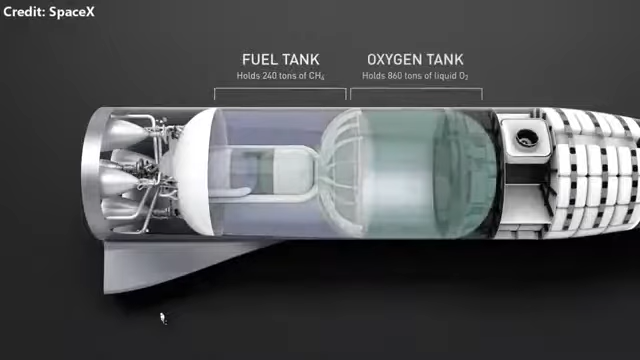 Credit: SpaceX
FUEL TANK
Holds 240 tons of CH₄
OXYGEN TANK
Holds 860 tons of liquid O₂